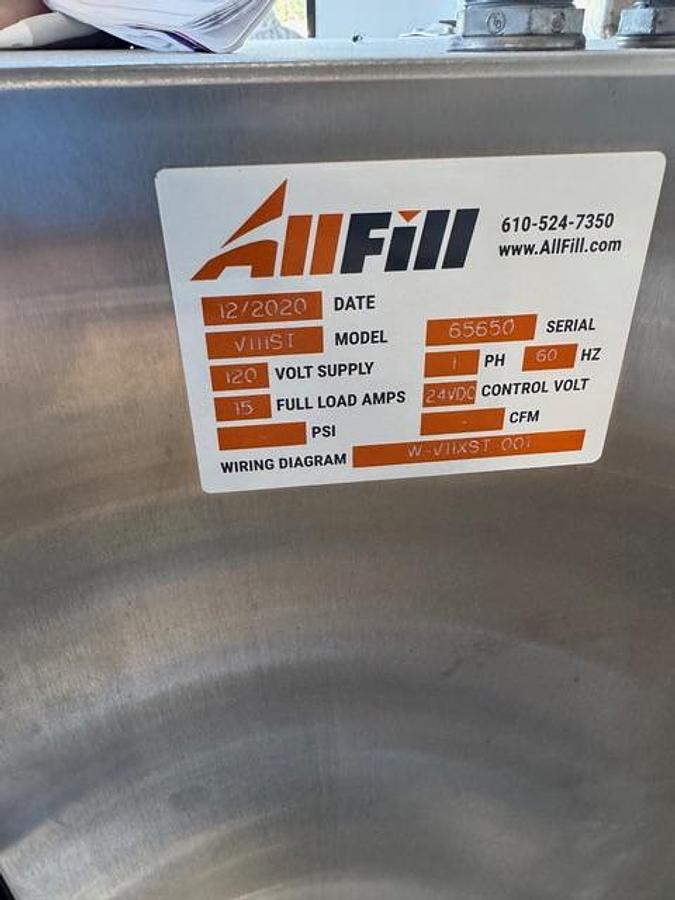 AllFill
610-524-7350
www.AllFill.com
12/2020 DATE
VIIISI MODEL 65650 SERIAL
120 VOLT SUPPLY 1 PH 60 HZ
15 FULL LOAD AMPS 24VDC CONTROL VOLT
- PSI - CFM
WIRING DIAGRAM W-VIIXST-001